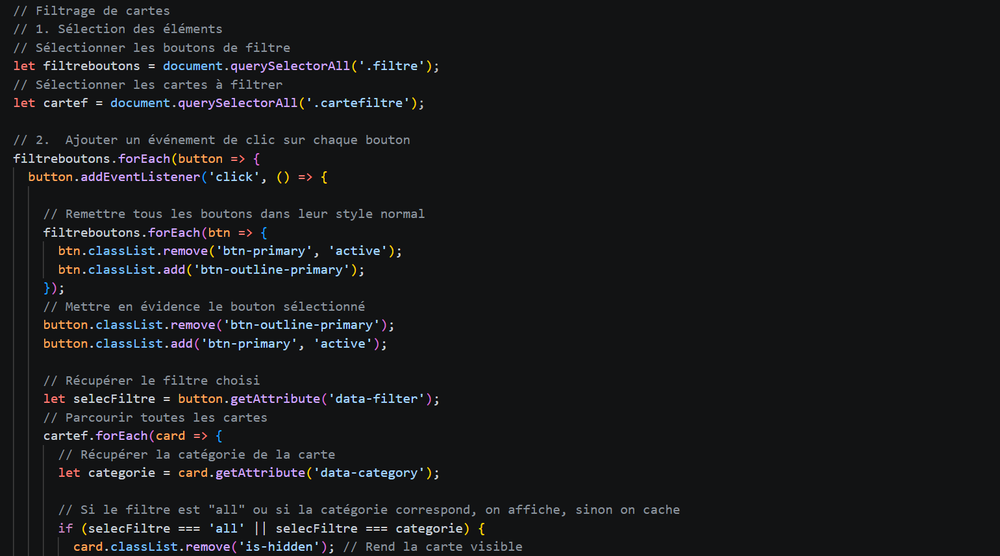 // Filtrage de cartes
// 1. Sélection des éléments
// Sélectionner les boutons de filtre
let filtreboutons = document.querySelectorAll('.filtre');
// Sélectionner les cartes à filtrer
let cartef = document.querySelectorAll('.cartefiltre');
// 2.  Ajouter un événement de clic sur chaque bouton
filtreboutons.forEach(button => {
  button.addEventListener('click', () => {
    // Remettre tous les boutons dans leur style normal
    filtreboutons.forEach(btn => {
      btn.classList.remove('btn-primary', 'active');
      btn.classList.add('btn-outline-primary');
    });
    // Mettre en évidence le bouton sélectionné
    button.classList.remove('btn-outline-primary');
    button.classList.add('btn-primary', 'active');
    // Récupérer le filtre choisi
    let selecFiltre = button.getAttribute('data-filter');
    // Parcourir toutes les cartes
    cartef.forEach(card => {
      // Récupérer la catégorie de la carte
      let categorie = card.getAttribute('data-category');
      // Si le filtre est "all" ou si la catégorie correspond, on affiche, sinon on cache
      if (selecFiltre === 'all' || selecFiltre === categorie) {
        card.classList.remove('is-hidden'); // Rend la carte visible